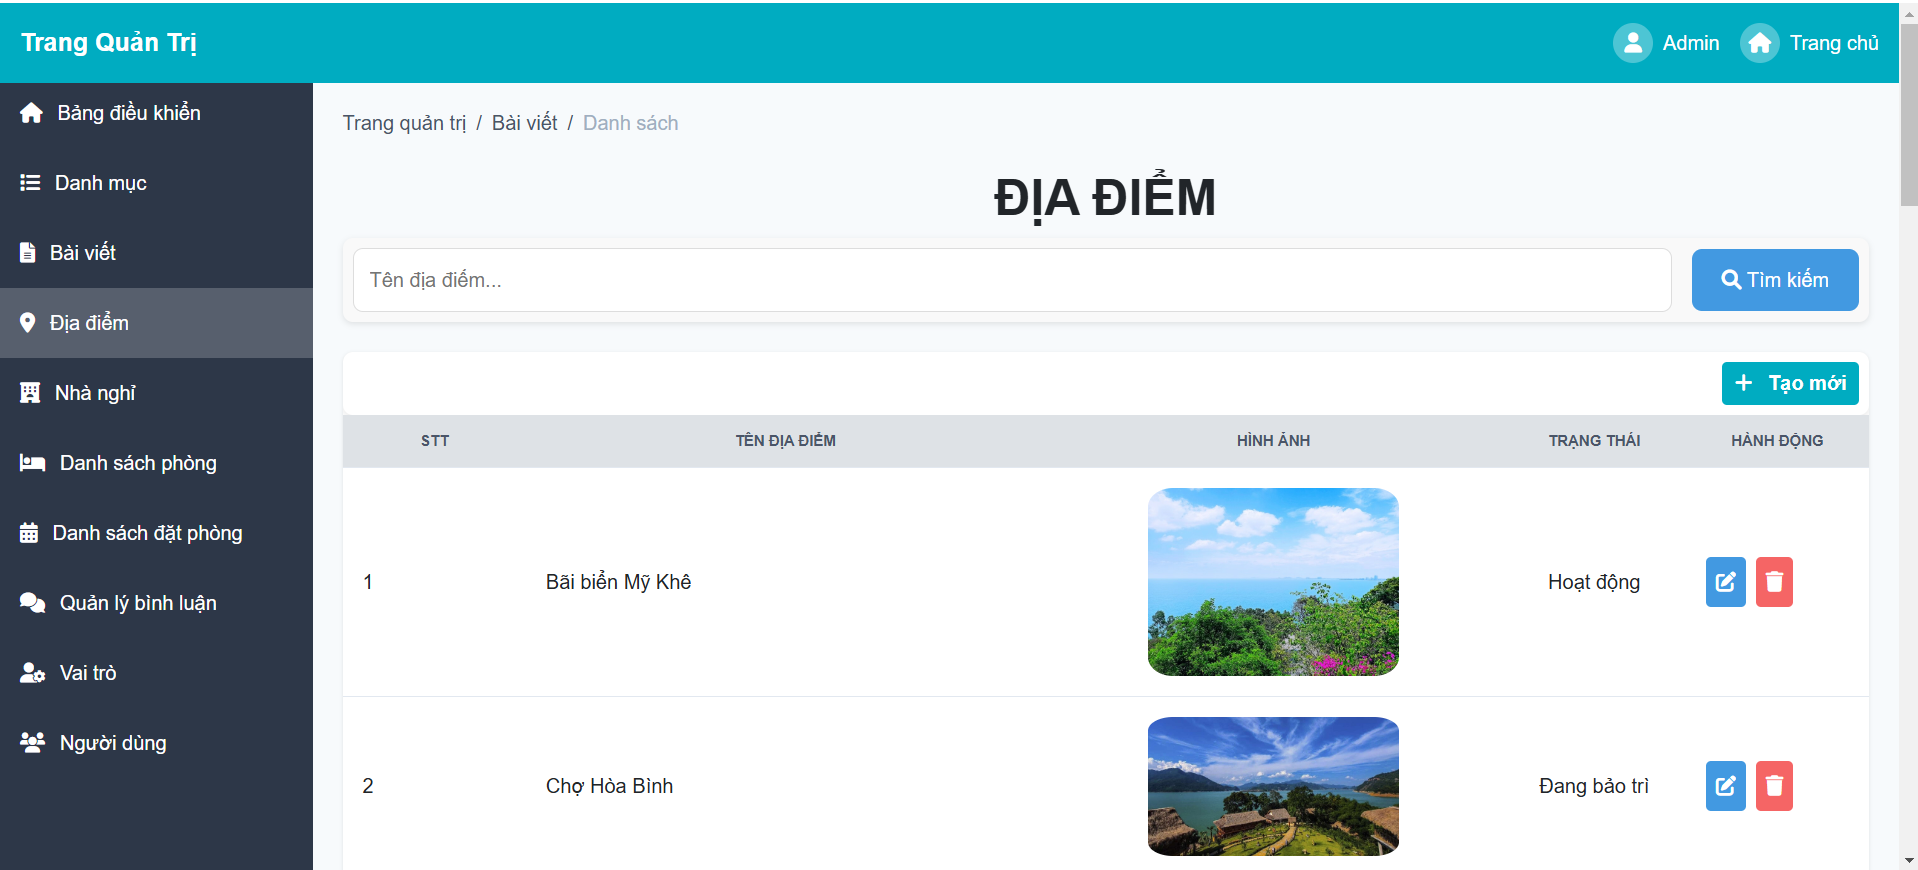 Trang Quản Trị
Admin
Trang chủ
Bảng điều khiển
Danh mục
Bài viết
Địa điểm
Nhà nghỉ
Danh sách phòng
Danh sách đặt phòng
Quản lý bình luận
Vai trò
Người dùng
Trang quản trị / Bài viết / Danh sách
ĐỊA ĐIỂM
Tên địa điểm...
Tìm kiếm
Tạo mới
STT TÊN ĐỊA ĐIỂM HÌNH ẢNH TRẠNG THÁI HÀNH ĐỘNG
1 Bãi biển Mỹ Khê Hoạt động
2 Chợ Hòa Bình Đang bảo trì